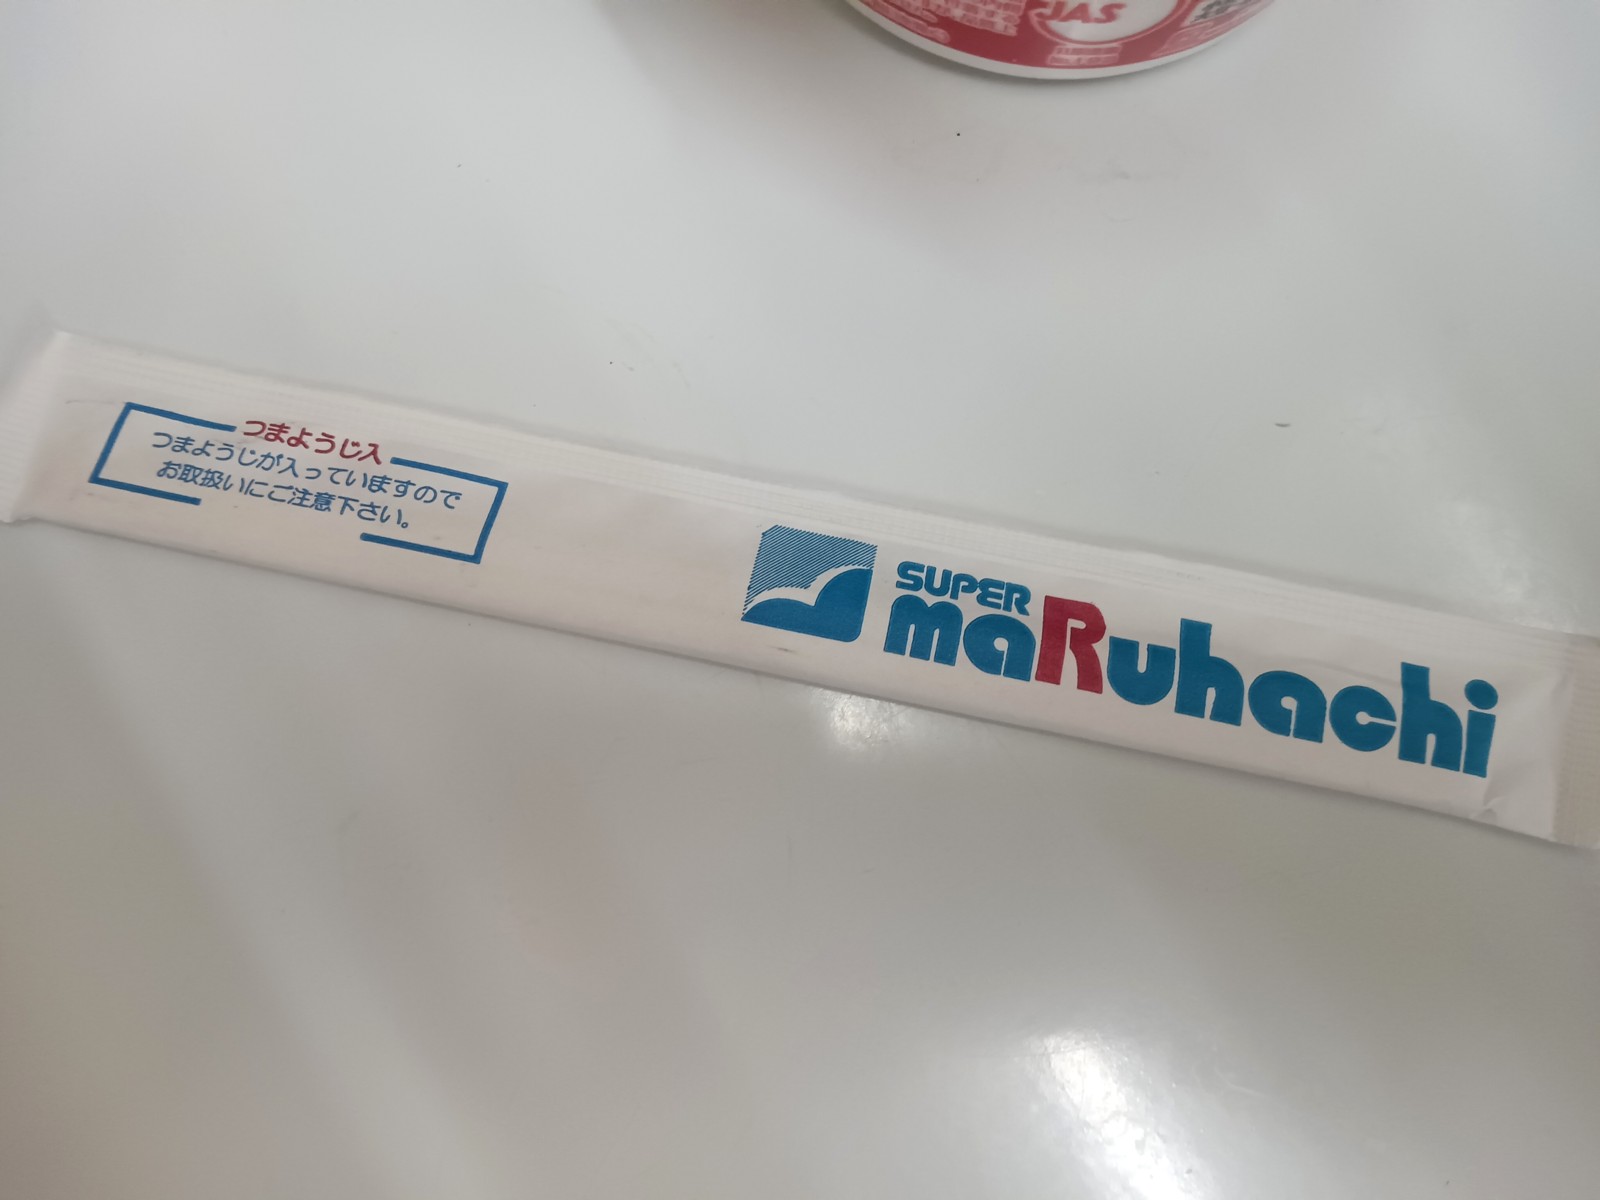 JAS
つまようじ入
つまようじが入っていますので
お取扱いにご注意下さい。
SUPER
maRuhachi